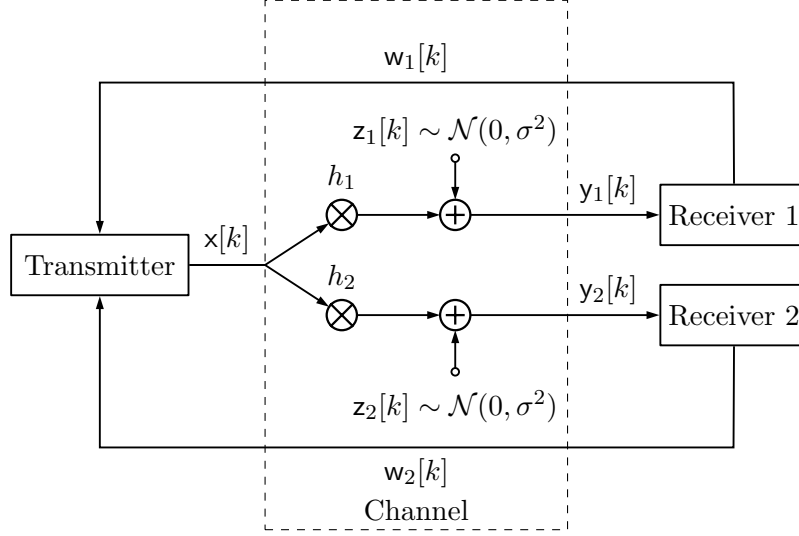 w₁[k]
z₁[k] ∼ 𝒩(0, σ²)
h₁
y₁[k]
Receiver 1
x[k]
Transmitter
h₂
y₂[k]
Receiver 2
z₂[k] ∼ 𝒩(0, σ²)
w₂[k]
Channel